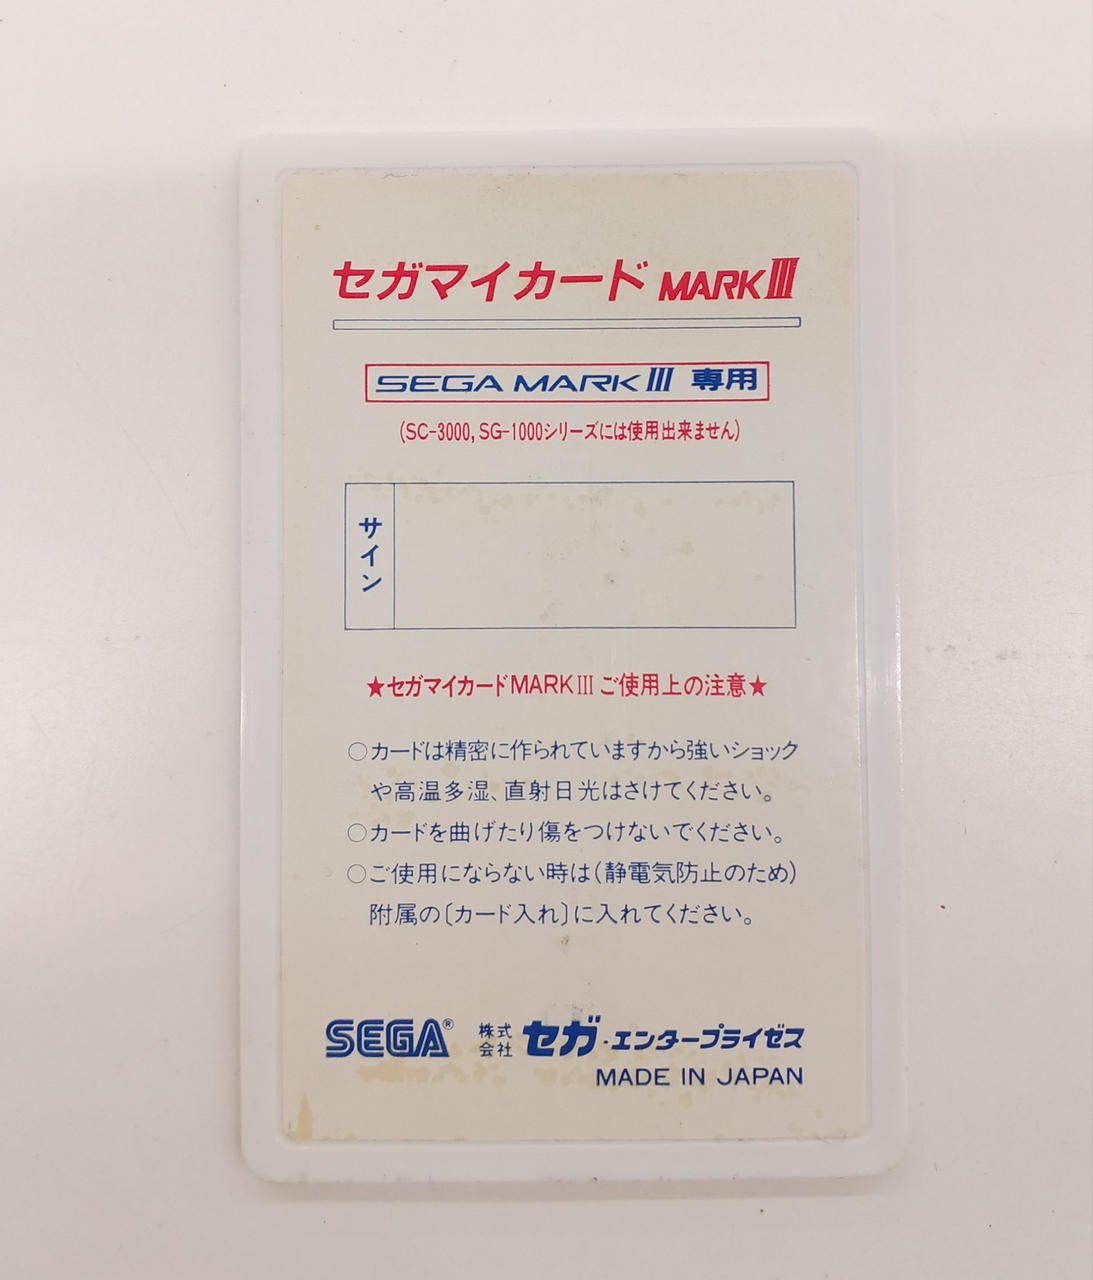 セガマイカード MARKⅢ
SEGA MARKⅢ 専用
(SC-3000, SG-1000シリーズには使用出来ません)
サイン
★セガマイカードMARKⅢ ご使用上の注意★
○カードは精密に作られていますから強いショック
や高温多湿、直射日光はさけてください。
○カードを曲げたり傷をつけないでください。
○ご使用にならない時は(静電気防止のため)
附属の〔カード入れ〕に入れてください。
SEGA® 株式会社 セガ・エンタープライゼス
MADE IN JAPAN